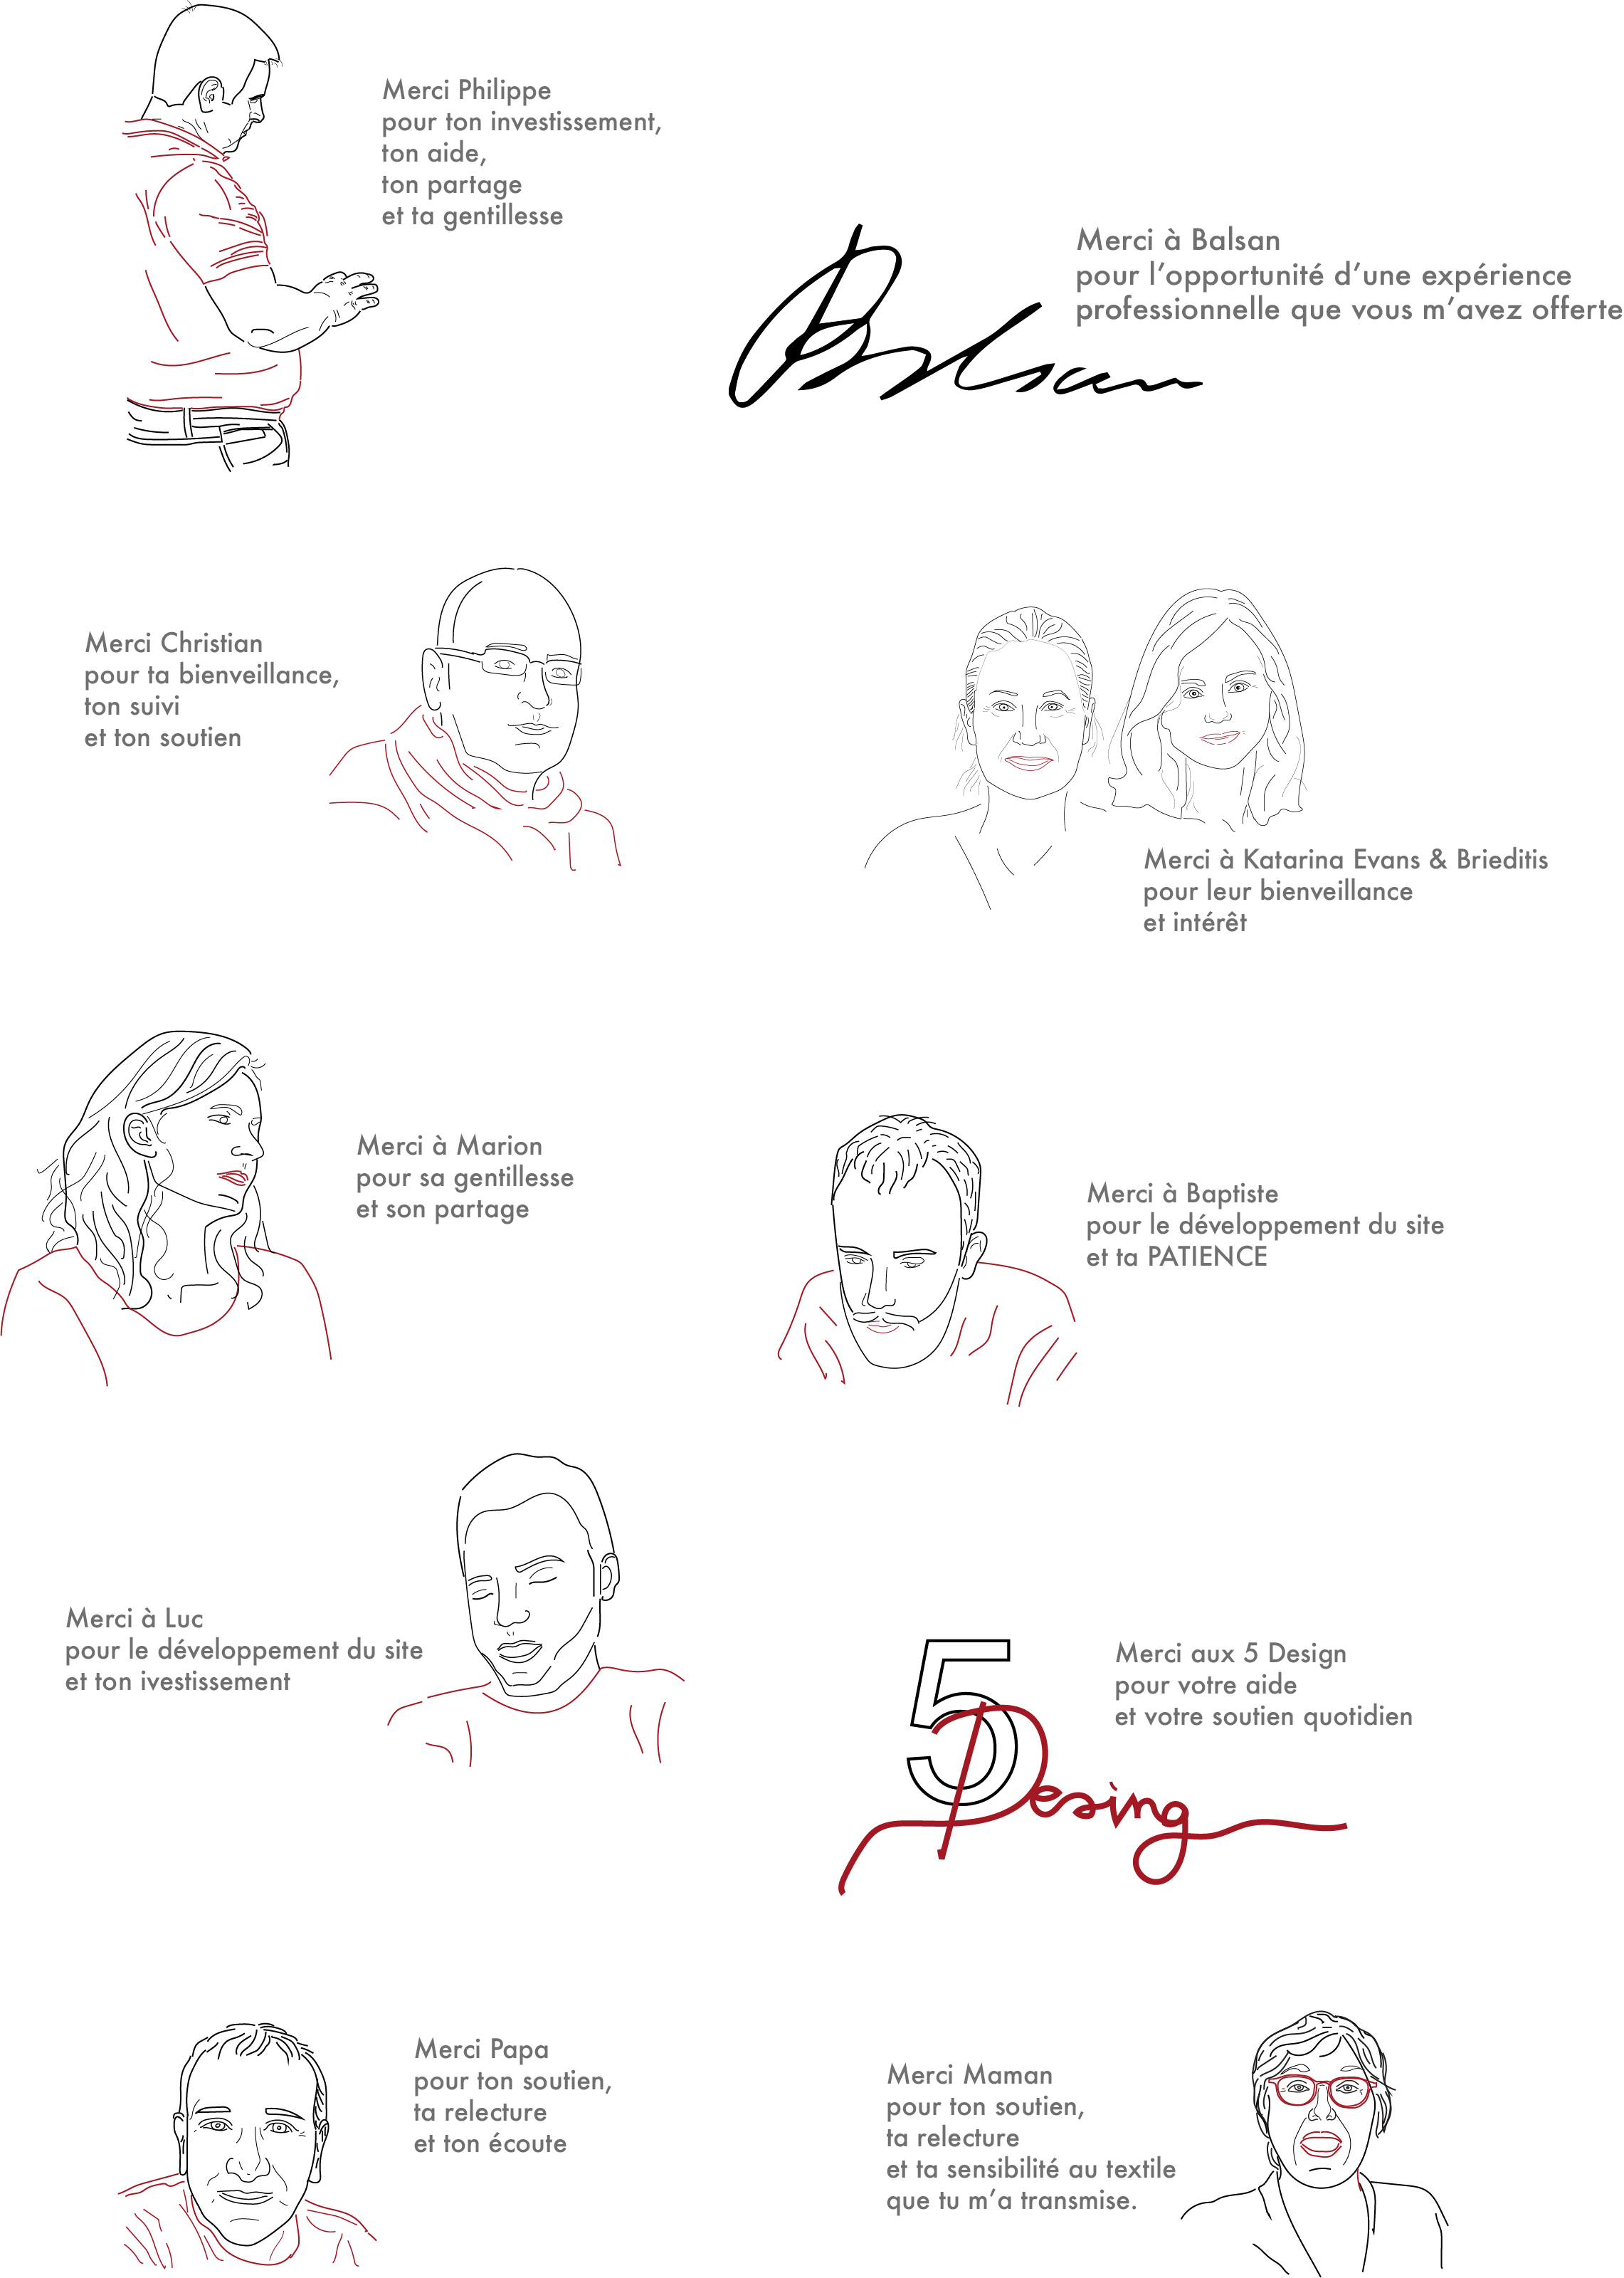 Merci Philippe
pour ton investissement,
ton aide,
ton partage
et ta gentillesse
Balsan
Merci à Balsan
pour l’opportunité d’une expérience
professionnelle que vous m’avez offerte
Merci Christian
pour ta bienveillance,
ton suivi
et ton soutien
Merci à Katarina Evans & Brieditis
pour leur bienveillance
et intérêt
Merci à Marion
pour sa gentillesse
et son partage
Merci à Baptiste
pour le développement du site
et ta PATIENCE
Merci à Luc
pour le développement du site
et ton ivestissement
5
Desing
Merci aux 5 Design
pour votre aide
et votre soutien quotidien
Merci Papa
pour ton soutien,
ta relecture
et ton écoute
Merci Maman
pour ton soutien,
ta relecture
et ta sensibilité au textile
que tu m’a transmise.